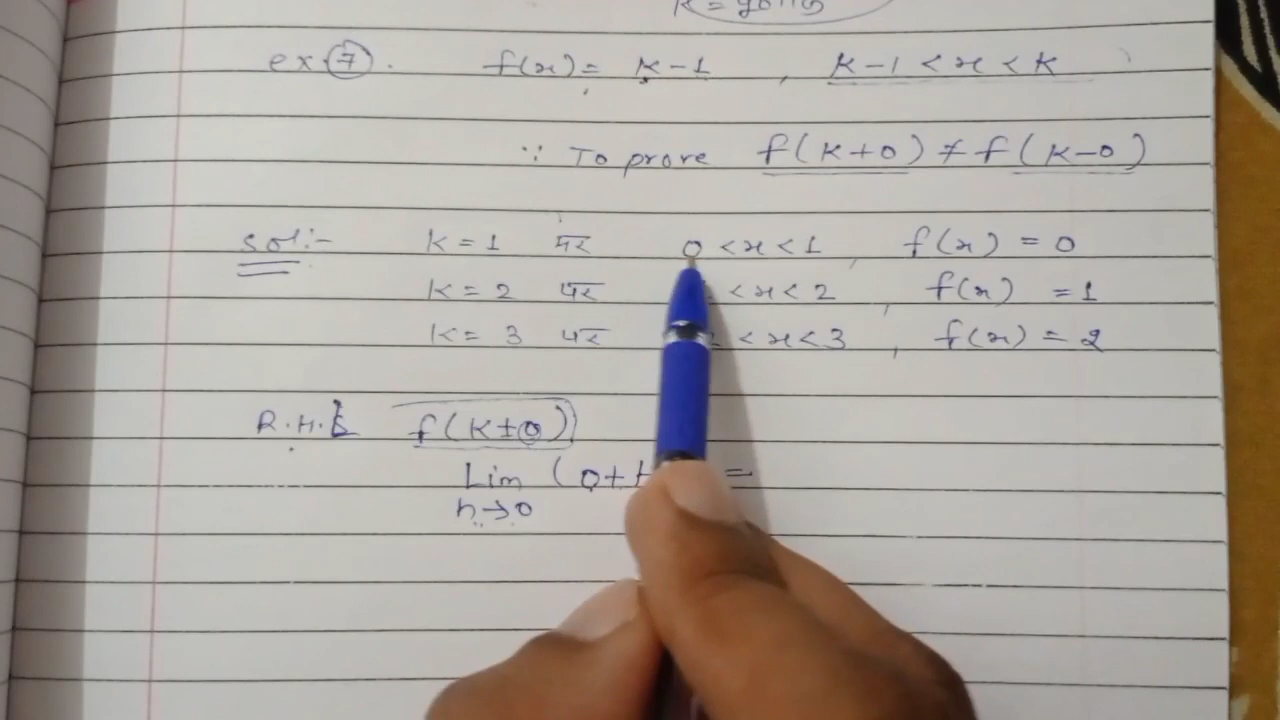 ex. 7. f(x) = k-1 , k-1 < x < k
∵ To prove f(k+0) ≠ f(k-0)
Sol:- k = 1 पर 0 < x < 1 , f(x) = 0
k = 2 पर < x < 2 , f(x) = 1
k = 3 पर < x < 3 , f(x) = 2
R.H.L f(k+0)
Lim (0+ =
h→0